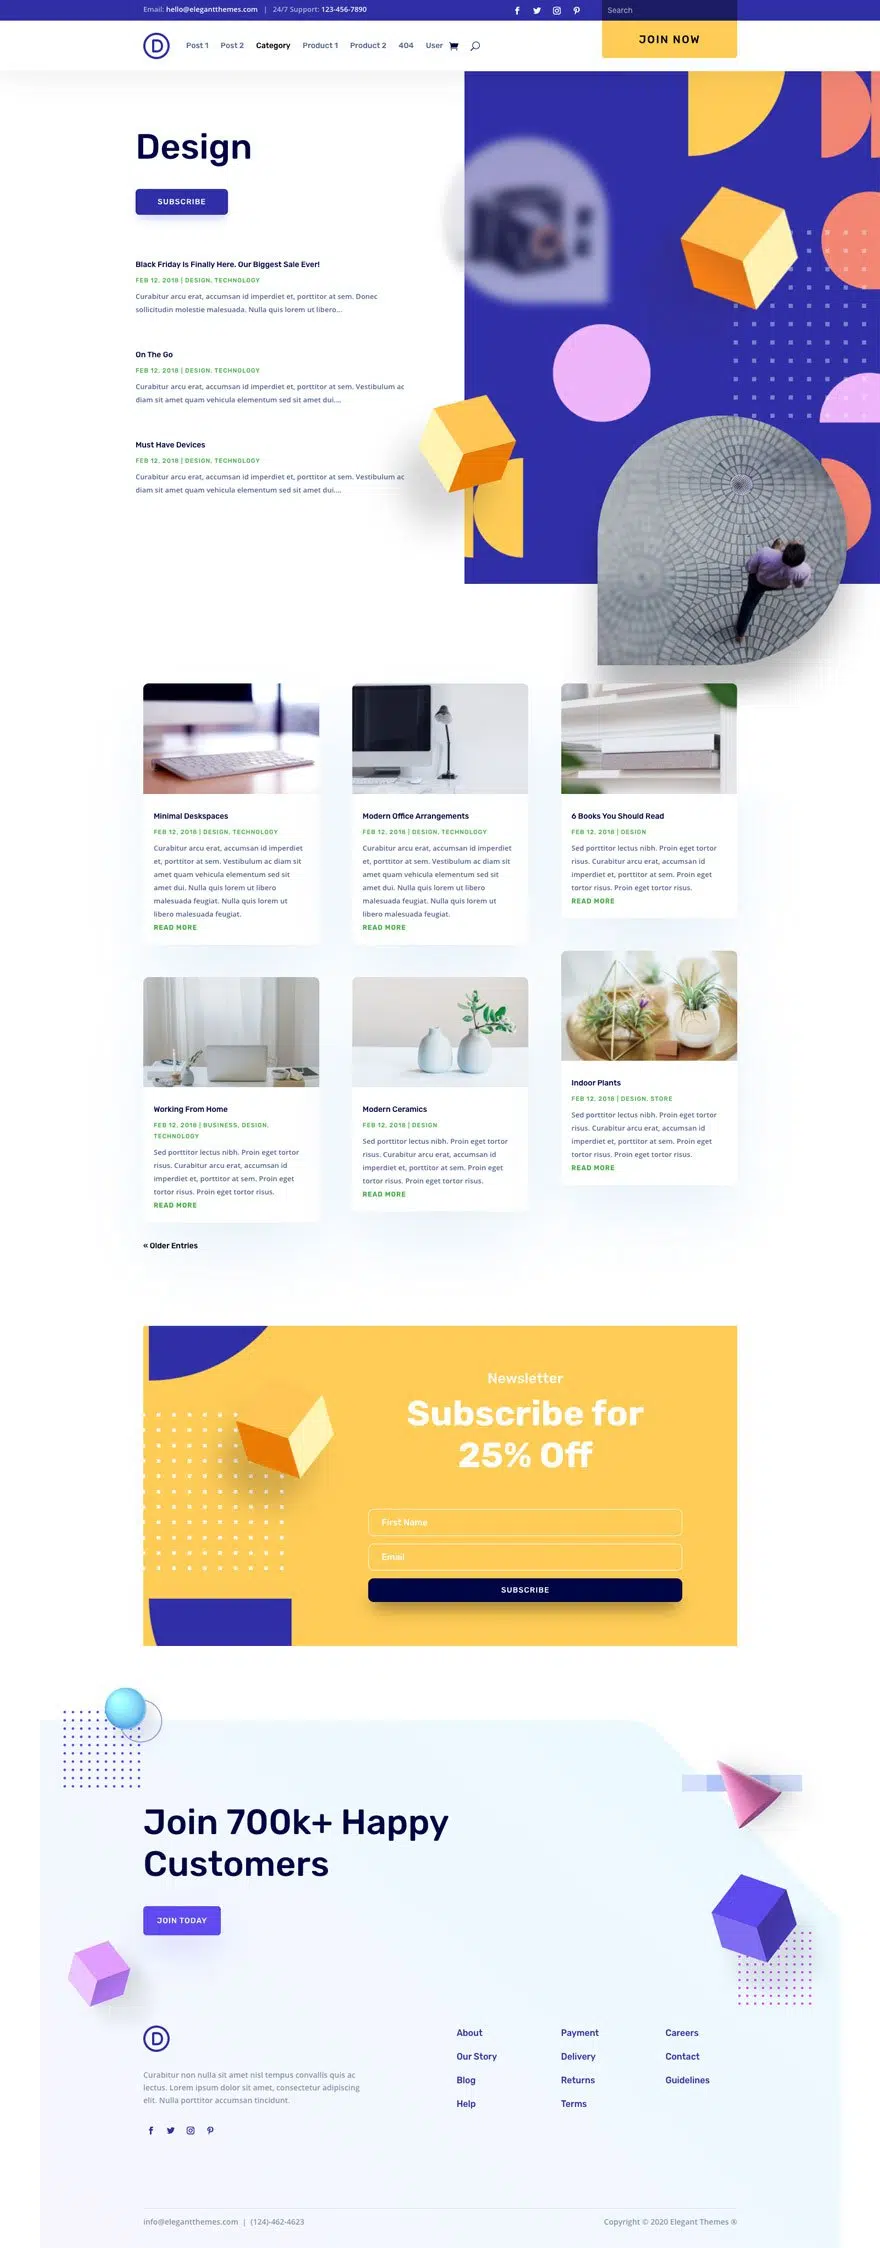 Email: hello@elegantthemes.com | 24/7 Support: 123-456-7890
Search
D
Post 1 Post 2 Category Product 1 Product 2 404 User
JOIN NOW
Design
SUBSCRIBE
Black Friday Is Finally Here. Our Biggest Sale Ever!
FEB 12, 2018 | DESIGN, TECHNOLOGY
Curabitur arcu erat, accumsan id imperdiet et, porttitor at sem. Donec
sollicitudin molestie malesuada. Nulla quis lorem ut libero...
On The Go
FEB 12, 2018 | DESIGN, TECHNOLOGY
Curabitur arcu erat, accumsan id imperdiet et, porttitor at sem. Vestibulum ac
diam sit amet quam vehicula elementum sed sit amet dui....
Must Have Devices
FEB 12, 2018 | DESIGN, TECHNOLOGY
Curabitur arcu erat, accumsan id imperdiet et, porttitor at sem. Vestibulum ac
diam sit amet quam vehicula elementum sed sit amet dui....
Minimal Deskspaces
FEB 12, 2018 | DESIGN, TECHNOLOGY
Curabitur arcu erat, accumsan id imperdiet
et, porttitor at sem. Vestibulum ac diam sit
amet quam vehicula elementum sed sit
amet dui. Nulla quis lorem ut libero
malesuada feugiat. Nulla quis lorem ut
libero malesuada feugiat.
READ MORE
Modern Office Arrangements
FEB 12, 2018 | DESIGN, TECHNOLOGY
Curabitur arcu erat, accumsan id imperdiet
et, porttitor at sem. Vestibulum ac diam sit
amet quam vehicula elementum sed sit
amet dui. Nulla quis lorem ut libero
malesuada feugiat. Nulla quis lorem ut
libero malesuada feugiat.
READ MORE
6 Books You Should Read
FEB 12, 2018 | DESIGN
Sed porttitor lectus nibh. Proin eget tortor
risus. Curabitur arcu erat, accumsan id
imperdiet et, porttitor at sem. Proin eget
tortor risus. Proin eget tortor risus.
READ MORE
Working From Home
FEB 12, 2018 | BUSINESS, DESIGN,
TECHNOLOGY
Sed porttitor lectus nibh. Proin eget tortor
risus. Curabitur arcu erat, accumsan id
imperdiet et, porttitor at sem. Proin eget
tortor risus. Proin eget tortor risus.
READ MORE
Modern Ceramics
FEB 12, 2018 | DESIGN
Sed porttitor lectus nibh. Proin eget tortor
risus. Curabitur arcu erat, accumsan id
imperdiet et, porttitor at sem. Proin eget
tortor risus. Proin eget tortor risus.
READ MORE
Indoor Plants
FEB 12, 2018 | DESIGN, STORE
Sed porttitor lectus nibh. Proin eget tortor
risus. Curabitur arcu erat, accumsan id
imperdiet et, porttitor at sem. Proin eget
tortor risus. Proin eget tortor risus.
READ MORE
« Older Entries
Newsletter
Subscribe for
25% Off
First Name
Email
SUBSCRIBE
Join 700k+ Happy
Customers
JOIN TODAY
D
Curabitur non nulla sit amet nisl tempus convallis quis ac
lectus. Lorem ipsum dolor sit amet, consectetur adipiscing
elit. Nulla porttitor accumsan tincidunt.
About
Our Story
Blog
Help
Payment
Delivery
Returns
Terms
Careers
Contact
Guidelines
info@elegantthemes.com | (124)-462-4623
Copyright © 2020 Elegant Themes ®